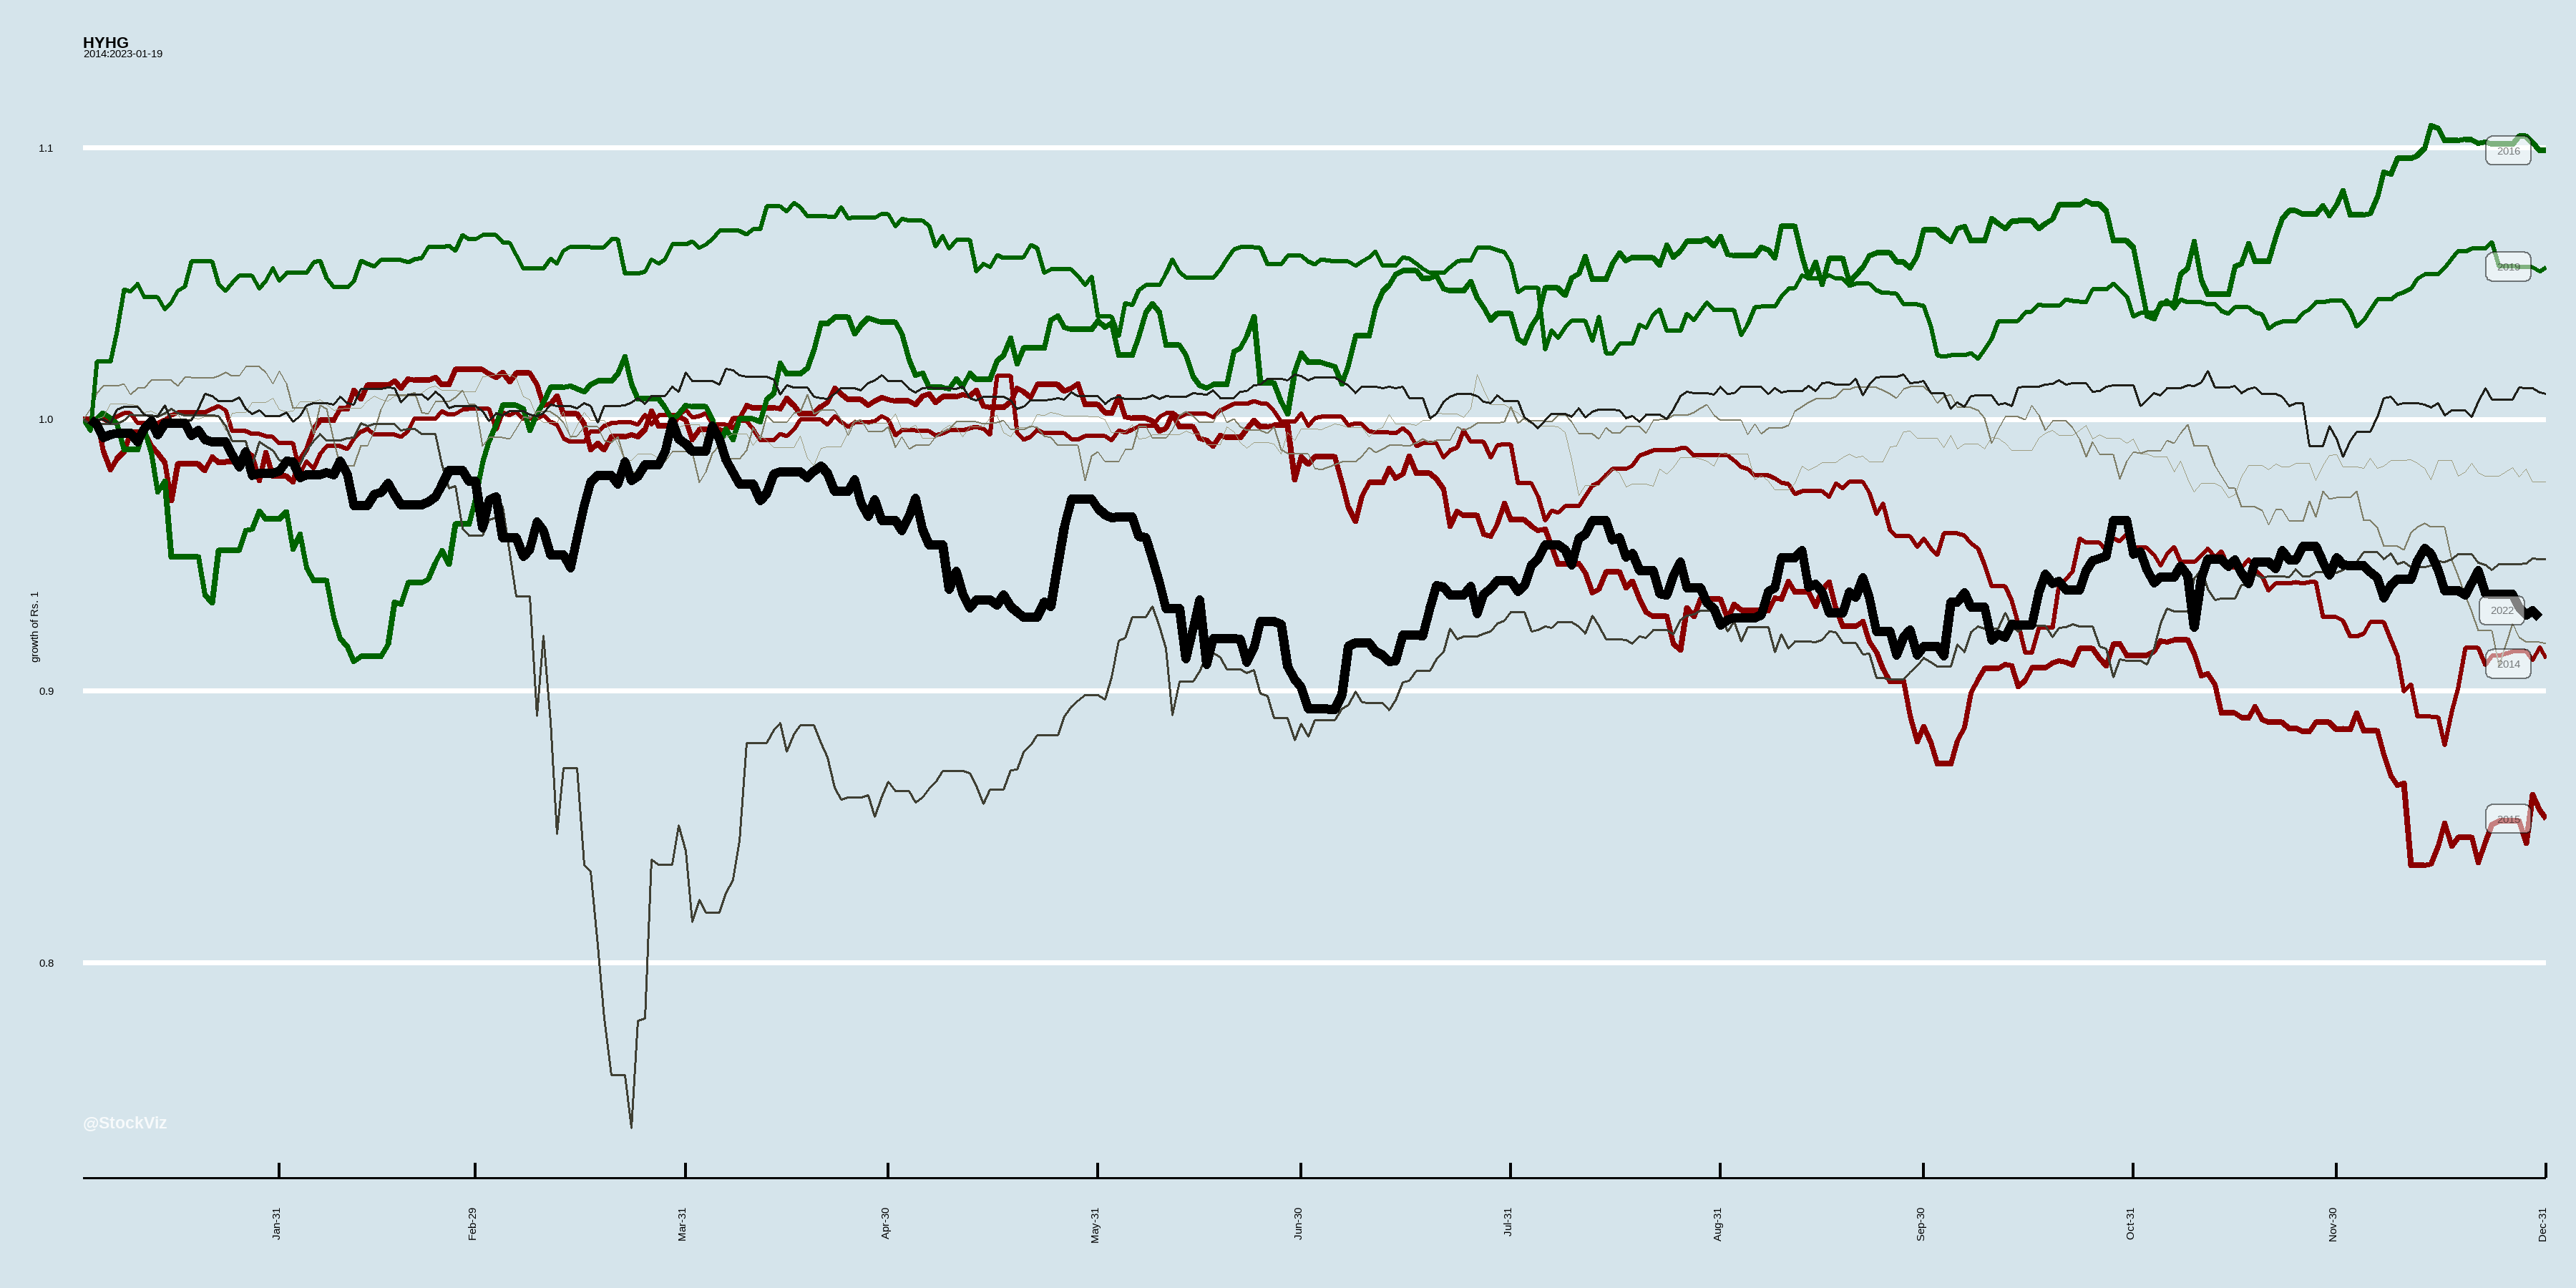 HYHG
2014:2023-01-19
1.1
1.0
0.9
0.8
growth of Rs. 1
2016
2019
2022
2014
2015
@StockViz
Jan-31
Feb-29
Mar-31
Apr-30
May-31
Jun-30
Jul-31
Aug-31
Sep-30
Oct-31
Nov-30
Dec-31